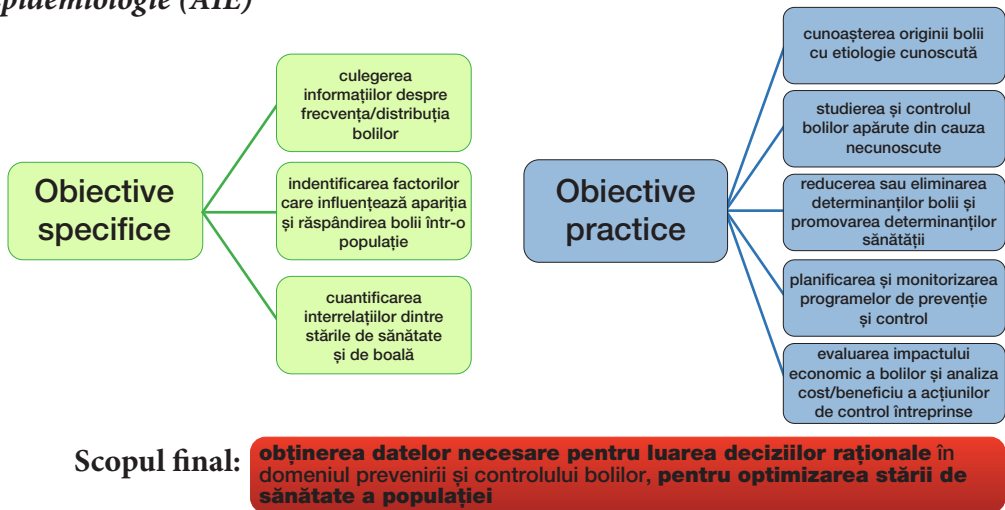 epidemiologie (AIE)
Obiective
specifice
culegerea
informațiilor despre
frecvența/distribuția
bolilor
indentificarea factorilor
care influențează apariția
și răspândirea bolii într-o
populație
cuantificarea
interrelațiilor dintre
stările de sănătate
și de boală
Obiective
practice
cunoașterea originii bolii
cu etiologie cunoscută
studierea și controlul
bolilor apărute din cauza
necunoscute
reducerea sau eliminarea
determinanților bolii și
promovarea determinanților
sănătății
planificarea și monitorizarea
programelor de prevenție
și control
evaluarea impactului
economic a bolilor și analiza
cost/beneficiu a acțiunilor
de control întreprinse
Scopul final:
obținerea datelor necesare pentru luarea deciziilor raționale în
domeniul prevenirii și controlului bolilor, pentru optimizarea stării de
sănătate a populației